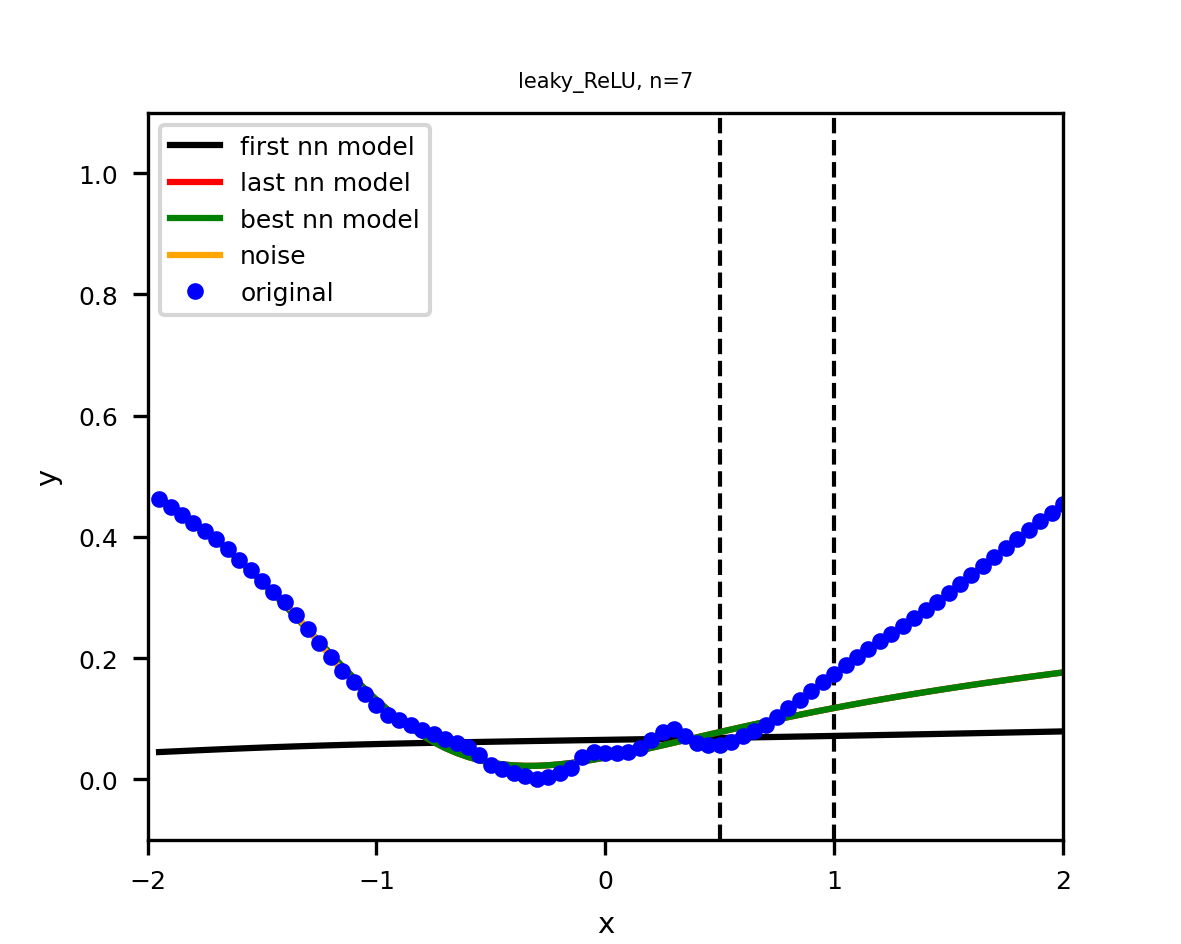 leaky_ReLU, n=7
first nn model
last nn model
best nn model
noise
original
1.0
0.8
0.6
0.4
0.2
0.0
y
−2
−1
0
1
2
x